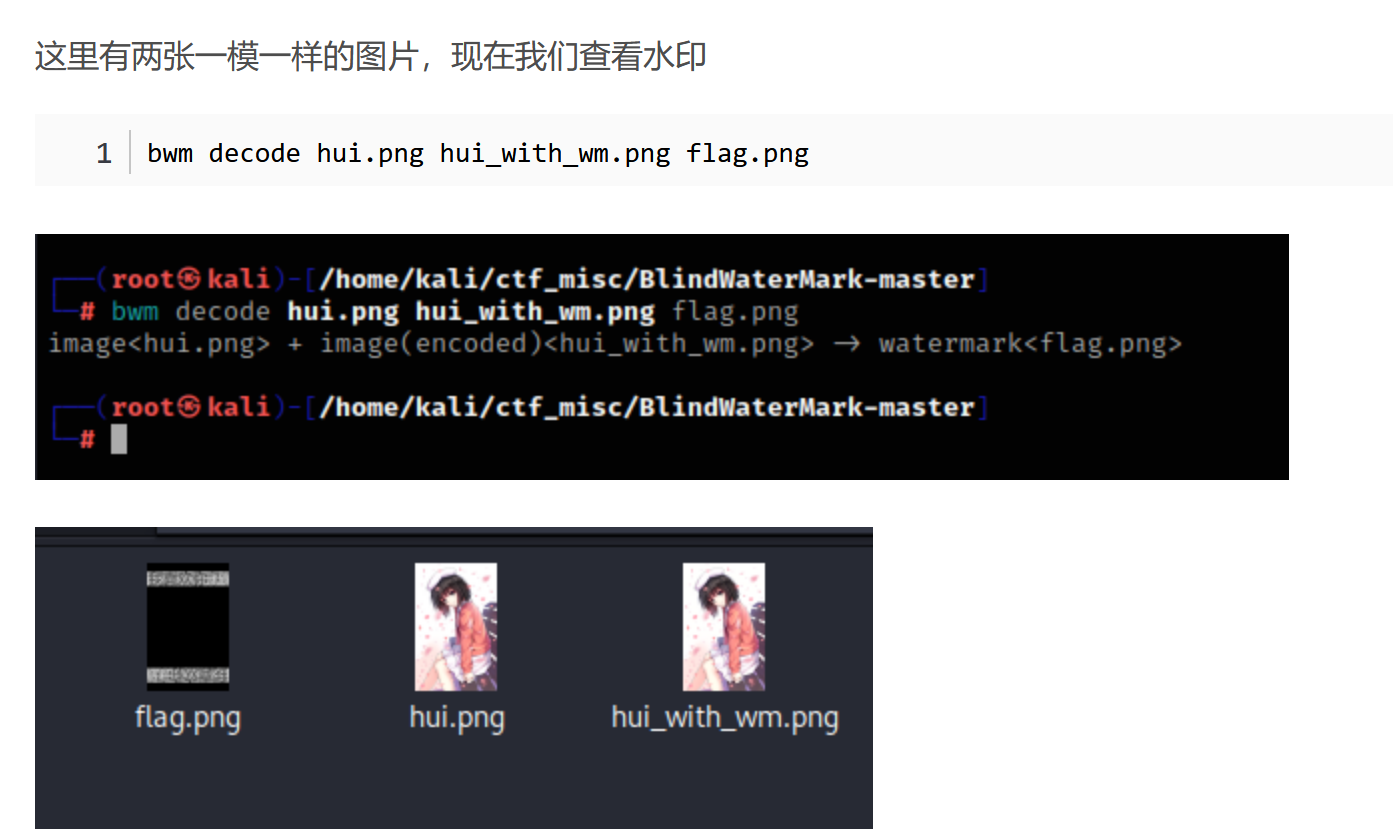 这里有两张一模一样的图片，现在我们查看水印
1 bwm decode hui.png hui_with_wm.png flag.png
┌──(root㉿kali)-[/home/kali/ctf_misc/BlindWaterMark-master]
└─# bwm decode hui.png hui_with_wm.png flag.png
image<hui.png> + image(encoded)<hui_with_wm.png> → watermark<flag.png>
┌──(root㉿kali)-[/home/kali/ctf_misc/BlindWaterMark-master]
└─#
flag.png hui.png hui_with_wm.png